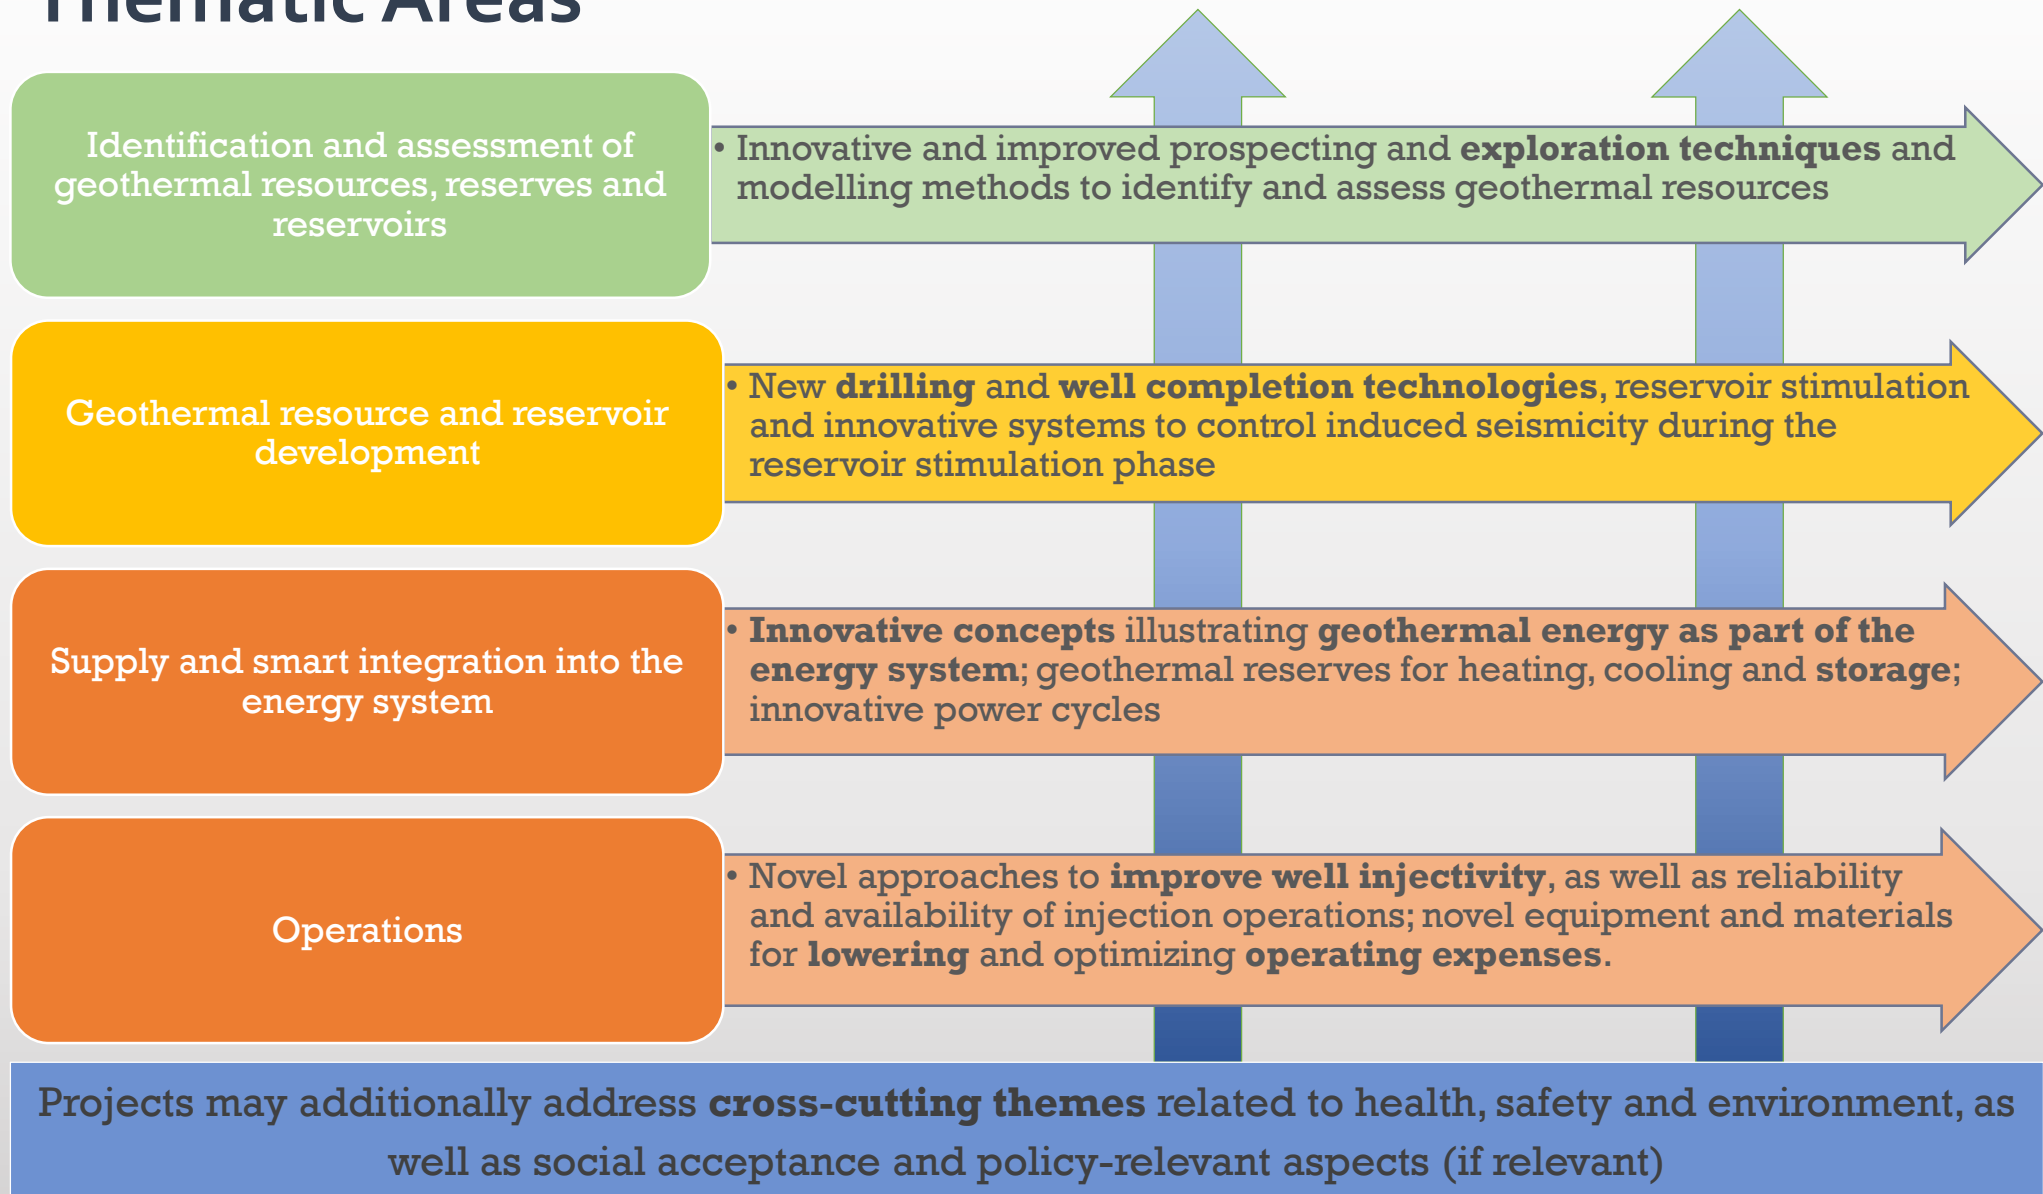 Thematic Areas
Identification and assessment of
geothermal resources, reserves and
reservoirs
• Innovative and improved prospecting and exploration techniques and
modelling methods to identify and assess geothermal resources
Geothermal resource and reservoir
development
• New drilling and well completion technologies, reservoir stimulation
and innovative systems to control induced seismicity during the
reservoir stimulation phase
Supply and smart integration into the
energy system
• Innovative concepts illustrating geothermal energy as part of the
energy system; geothermal reserves for heating, cooling and storage;
innovative power cycles
Operations
• Novel approaches to improve well injectivity, as well as reliability
and availability of injection operations; novel equipment and materials
for lowering and optimizing operating expenses.
Projects may additionally address cross-cutting themes related to health, safety and environment, as
well as social acceptance and policy-relevant aspects (if relevant)